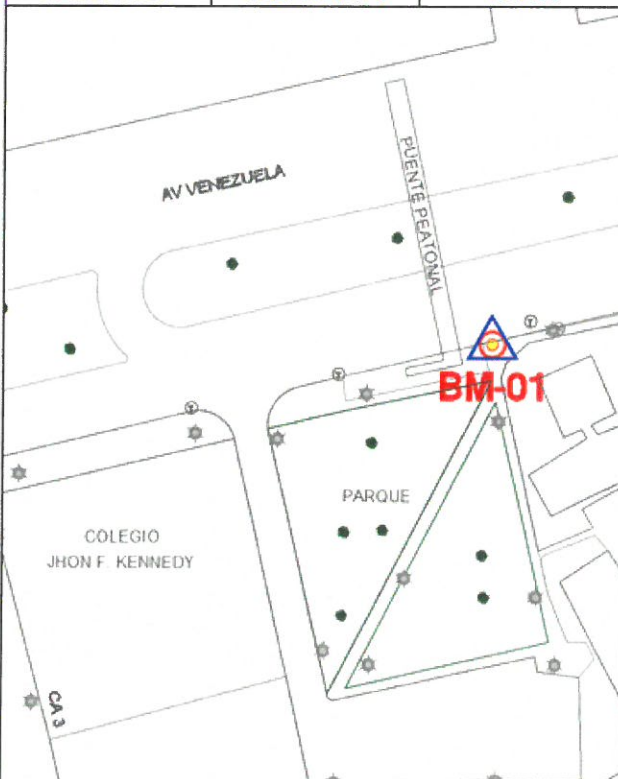 AV VENEZUELA
PUENTE PEATONAL
BM-01
PARQUE
COLEGIO
JHON F. KENNEDY
CA 3